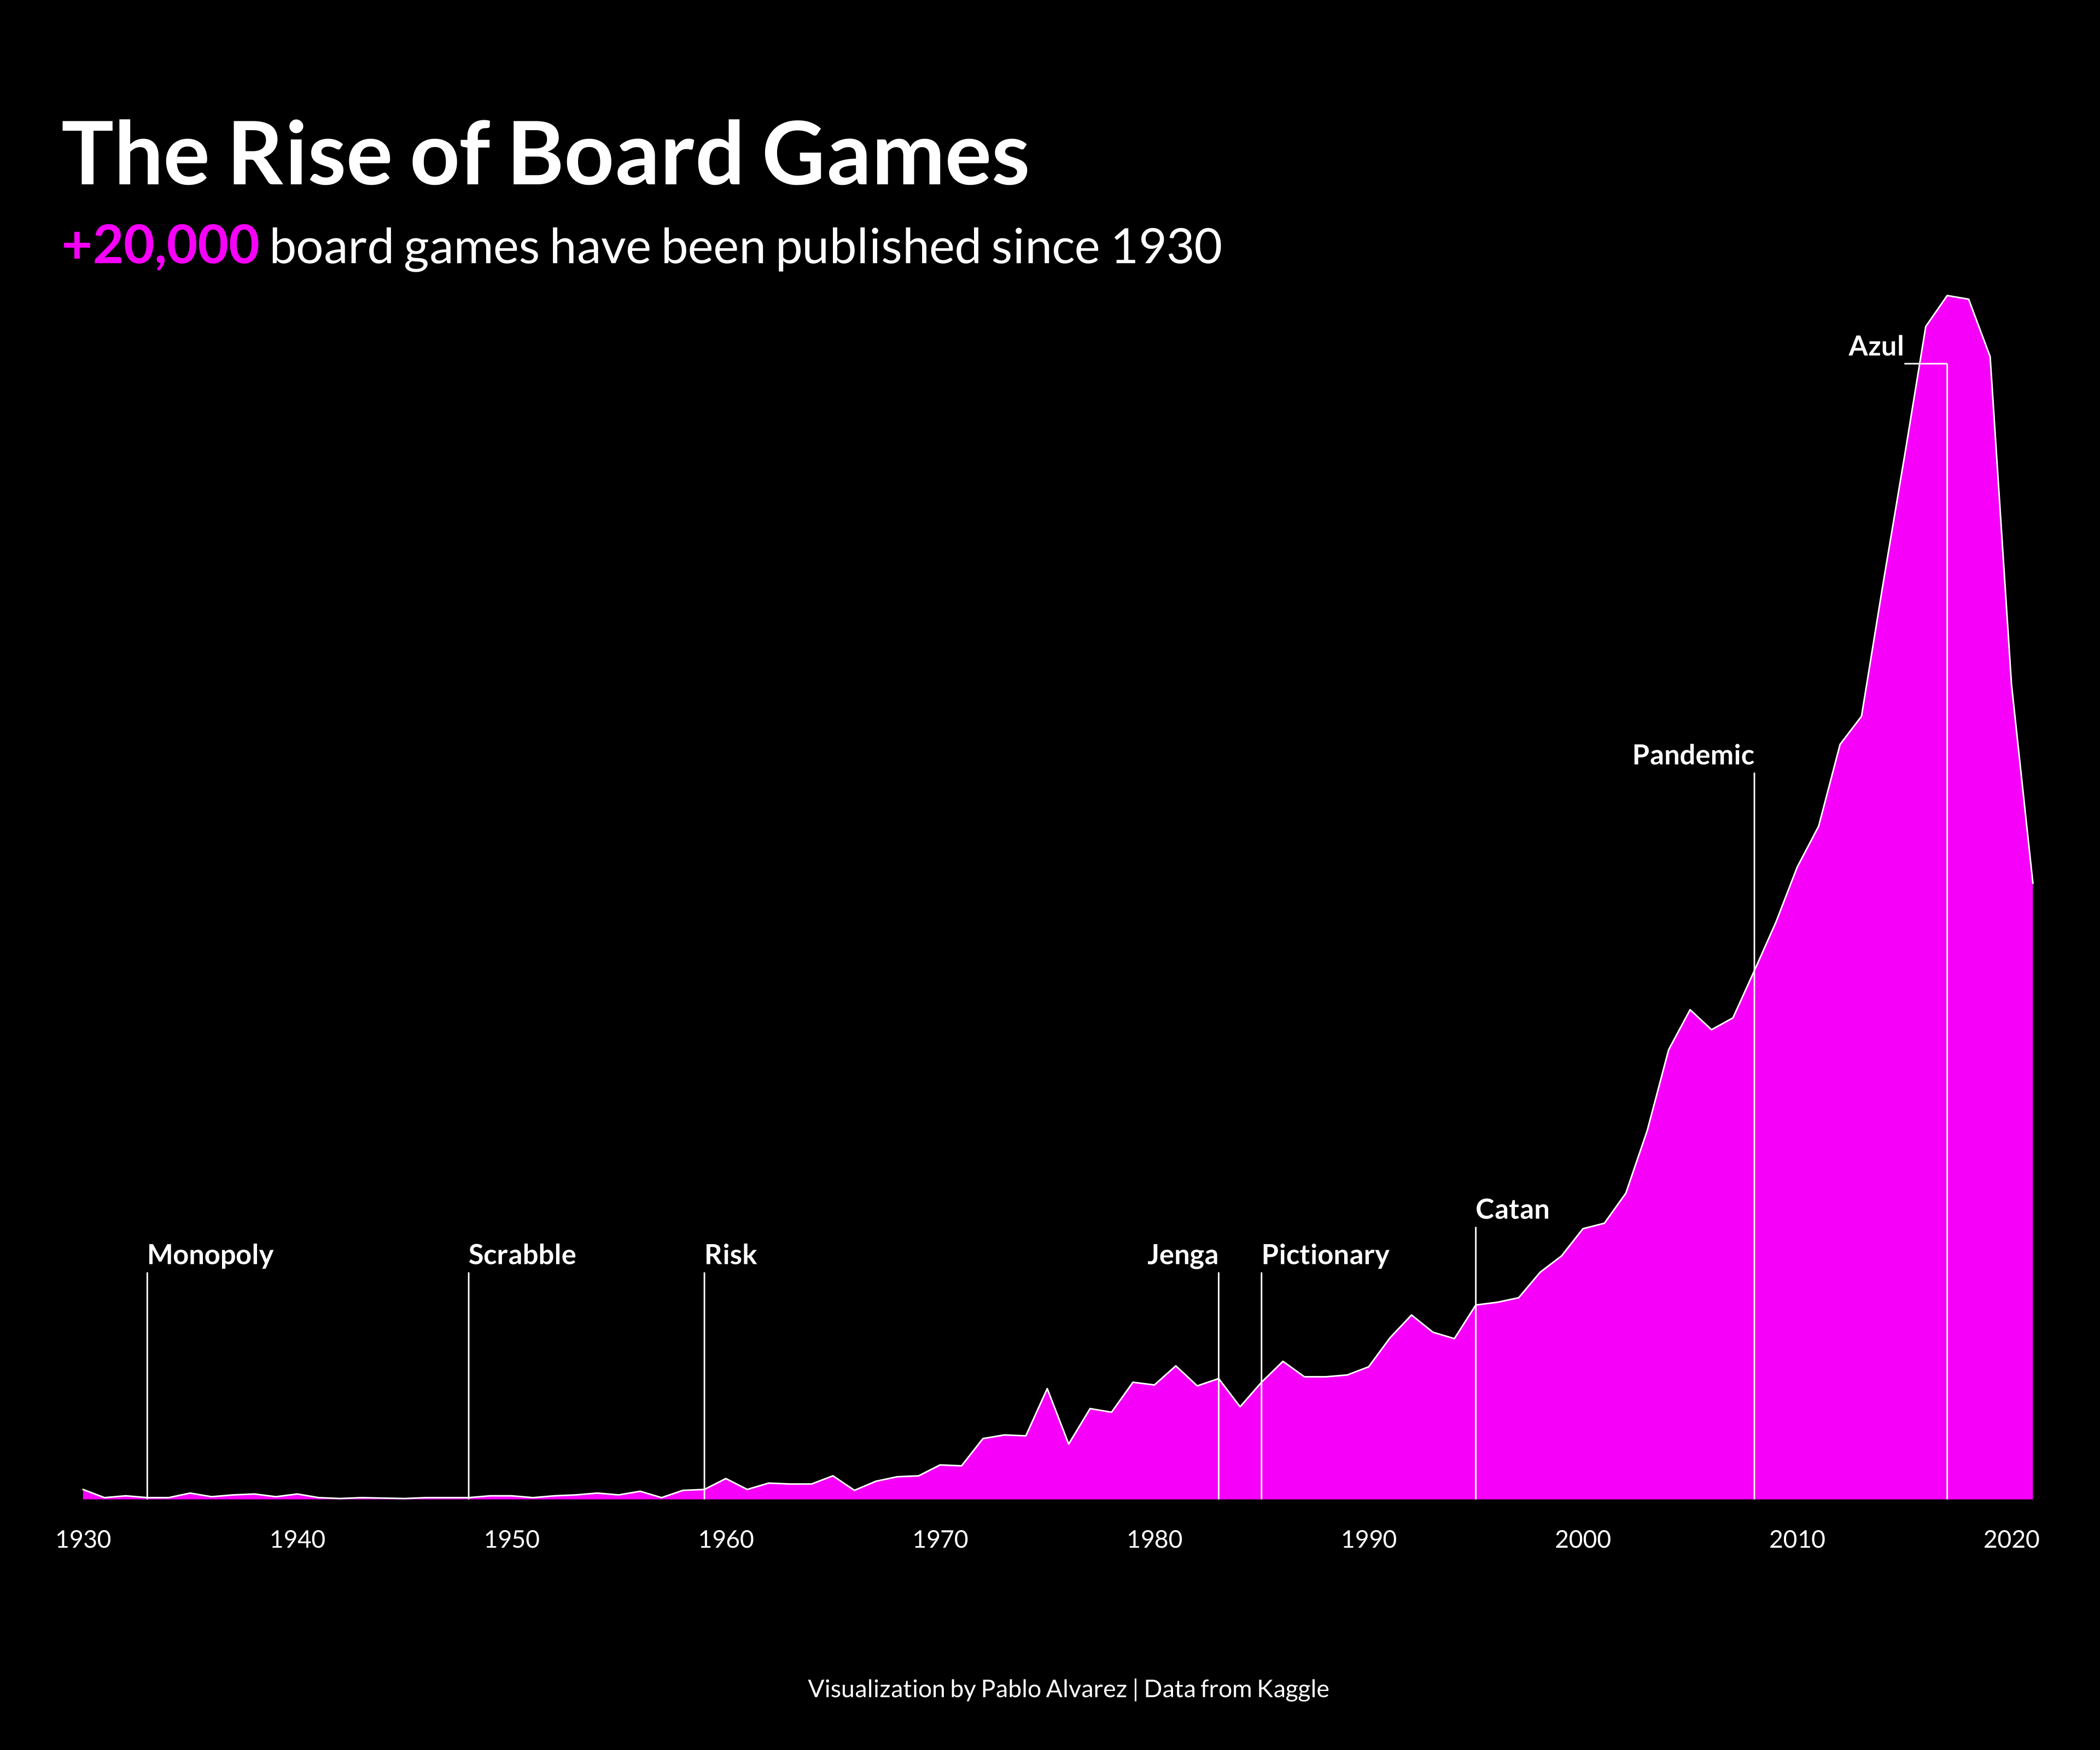 The Rise of Board Games
+20,000 board games have been published since 1930
Azul
Pandemic
Catan
Monopoly
Scrabble
Risk
Jenga
Pictionary
1930
1940
1950
1960
1970
1980
1990
2000
2010
2020
Visualization by Pablo Alvarez | Data from Kaggle